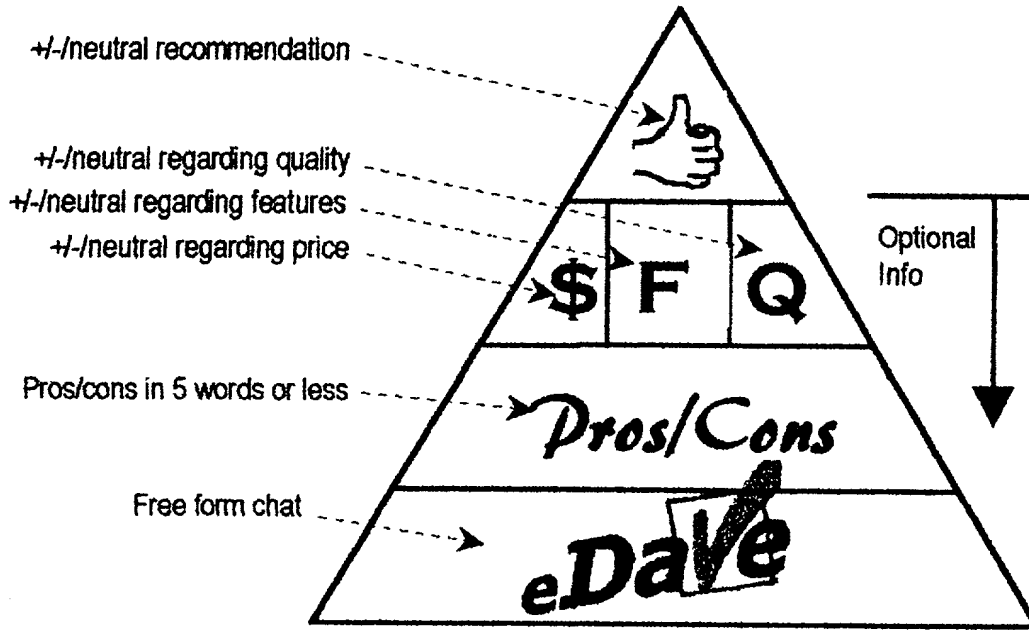 +/-/neutral recommendation
+/-/neutral regarding quality
+/-/neutral regarding features
+/-/neutral regarding price
$ F Q
Optional
Info
Pros/cons in 5 words or less
Pros/Cons
Free form chat
e.Dave